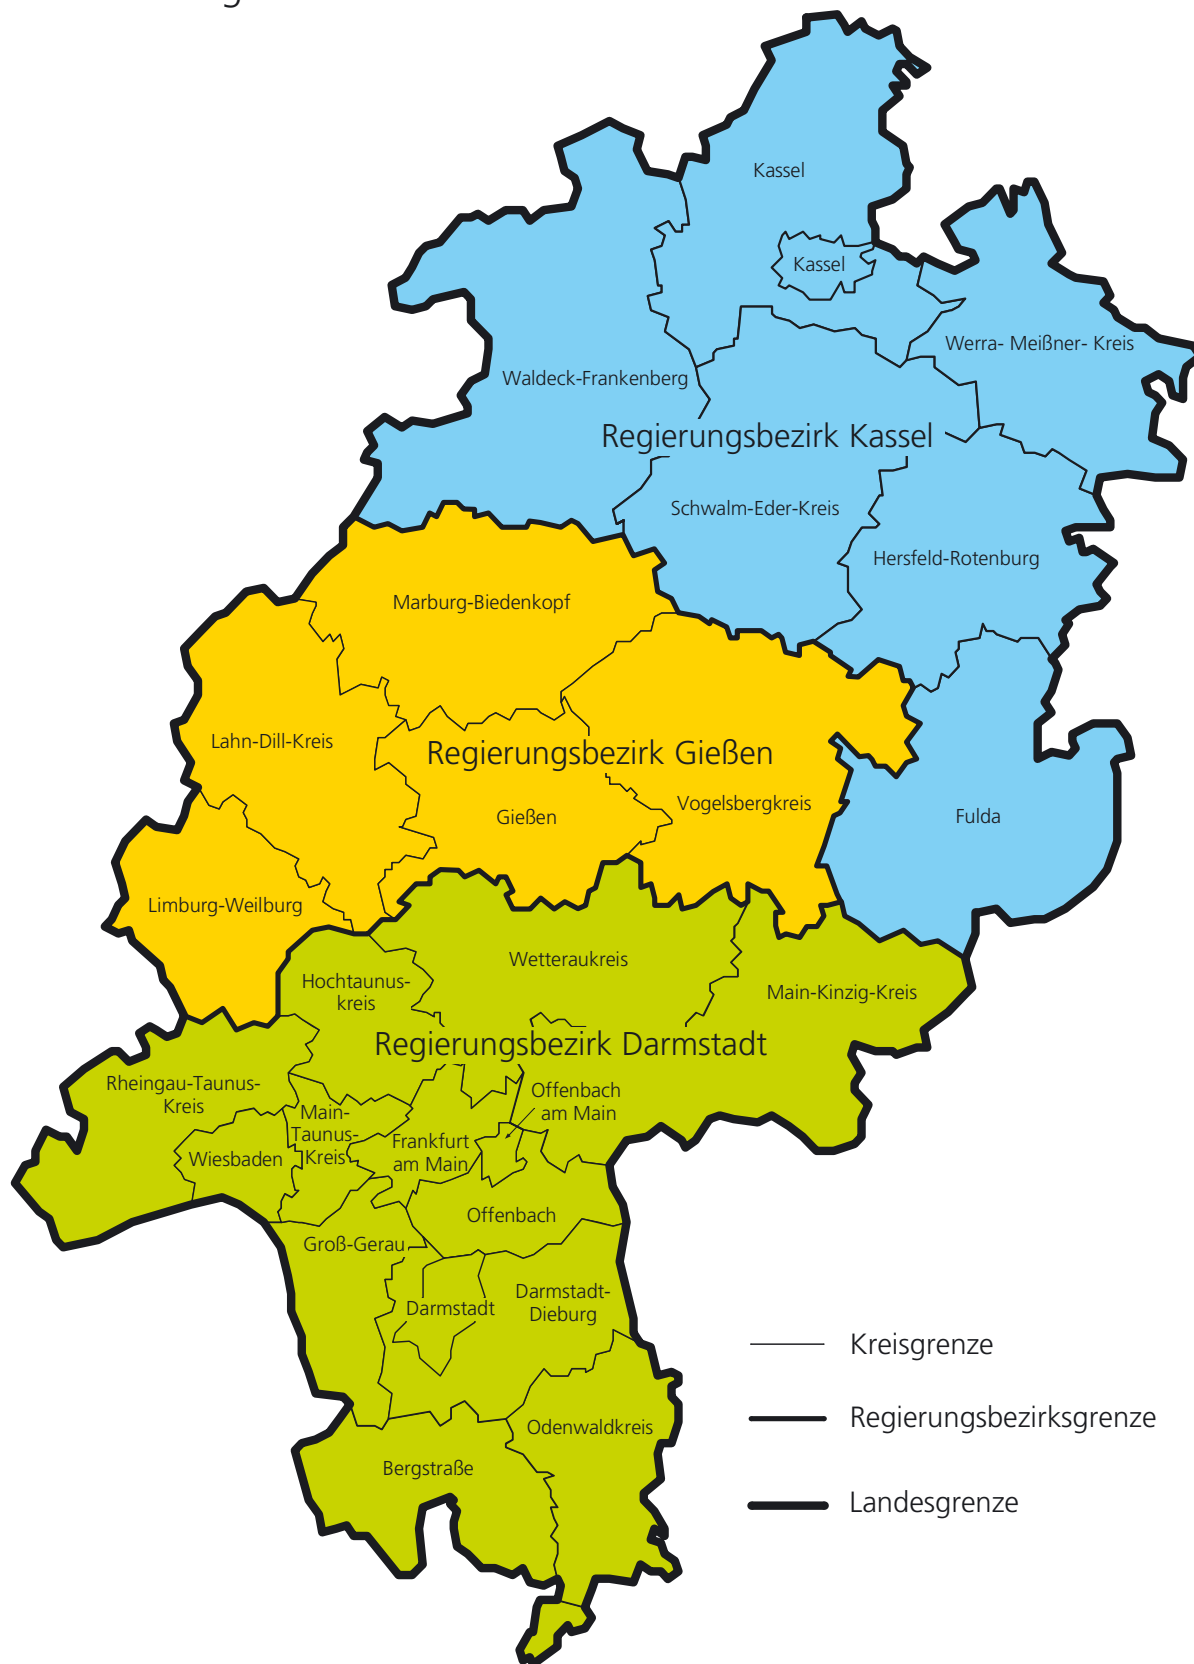 Kassel
Kassel
Werra- Meißner- Kreis
Waldeck-Frankenberg
Regierungsbezirk Kassel
Schwalm-Eder-Kreis
Hersfeld-Rotenburg
Marburg-Biedenkopf
Lahn-Dill-Kreis
Regierungsbezirk Gießen
Vogelsbergkreis
Gießen
Fulda
Limburg-Weilburg
Wetteraukreis
Hochtaunus-
kreis
Main-Kinzig-Kreis
Regierungsbezirk Darmstadt
Rheingau-Taunus-
Kreis
Offenbach
am Main
Main-
Taunus-
Kreis
Frankfurt
am Main
Wiesbaden
Offenbach
Groß-Gerau
Darmstadt
Darmstadt-
Dieburg
Kreisgrenze
Regierungsbezirksgrenze
Odenwaldkreis
Bergstraße
Landesgrenze